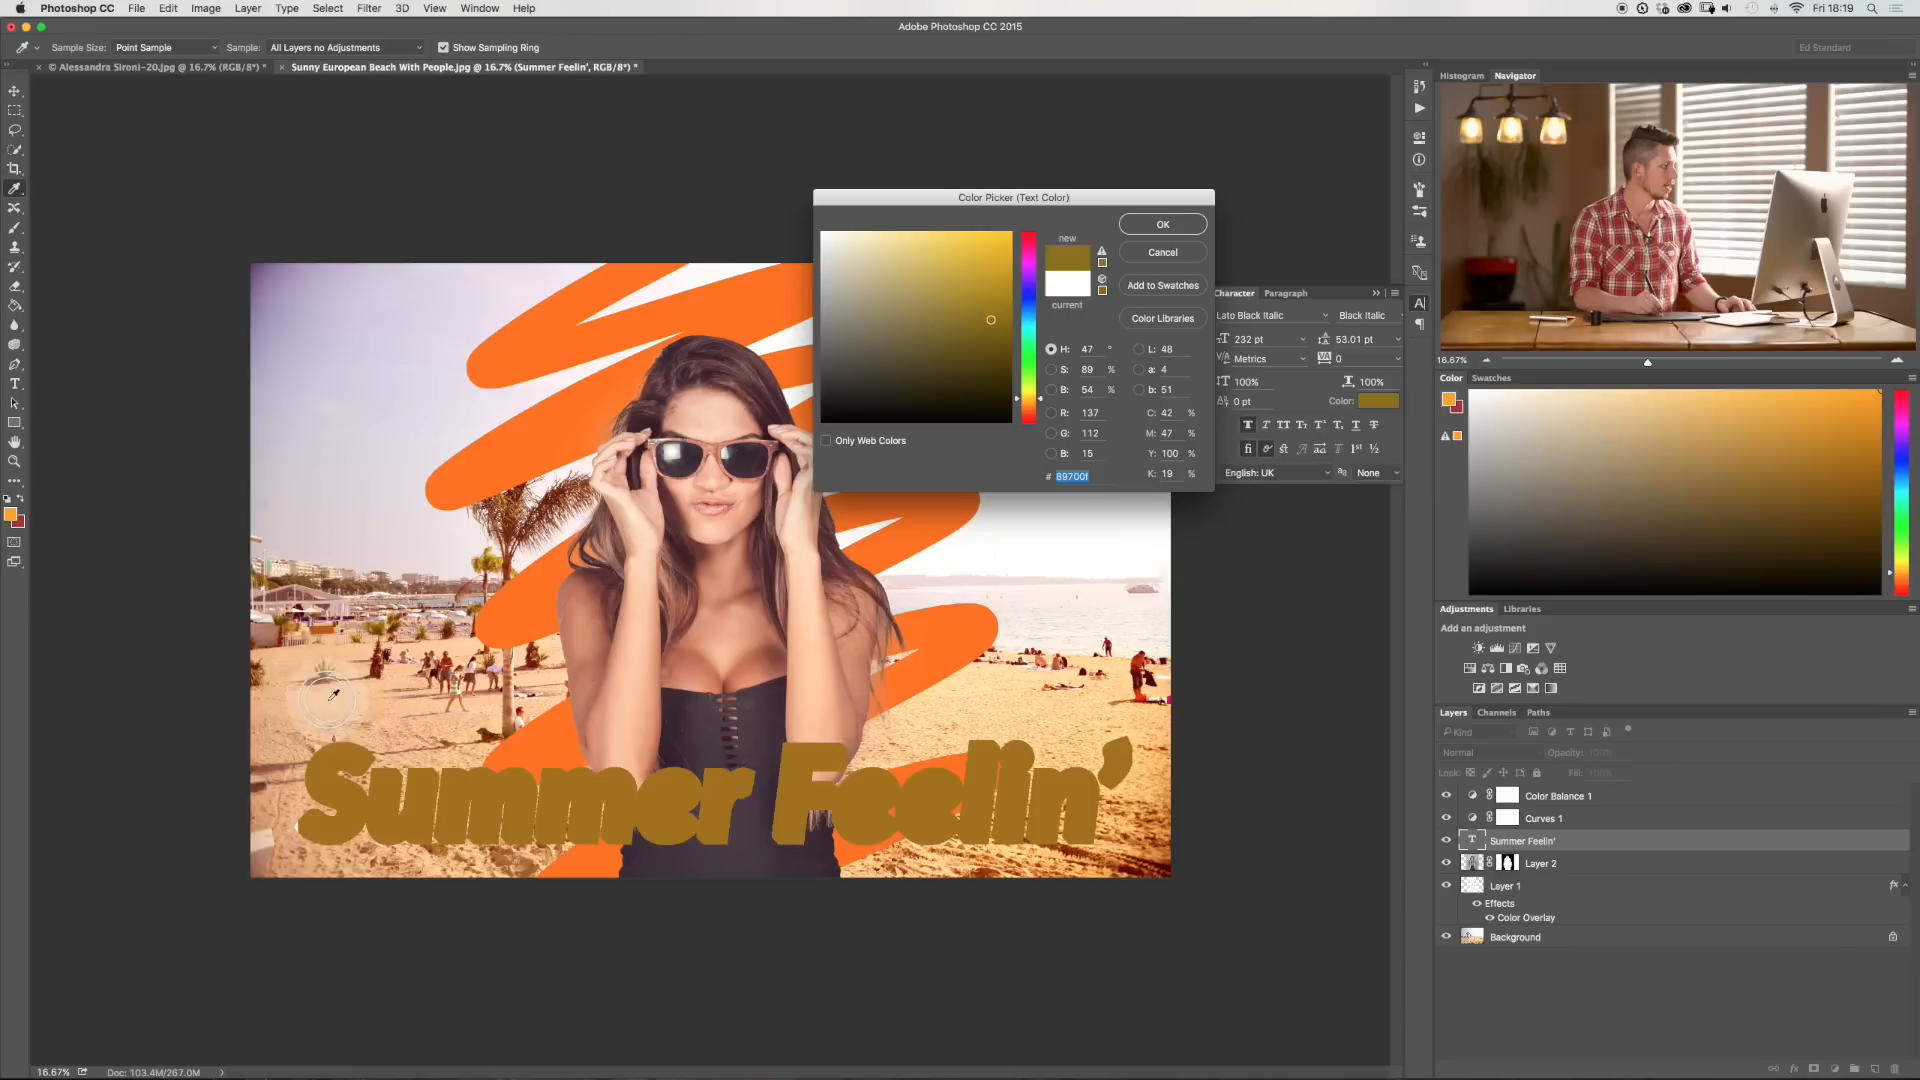 Photoshop CC File Edit Image Layer Type Select Filter 3D View Window Help Fri 18:19
Adobe Photoshop CC 2015
Sample Size: Point Sample Sample: All Layers no Adjustments Show Sampling Ring Ed Standard
© Alessandra Sironi-20.jpg @ 16.7% (RGB/8*) * Sunny European Beach With People.jpg @ 16.7% (Summer Feelin', RGB/8*) *
Histogram Navigator
Color Picker (Text Color)
new
current
OK
Cancel
Add to Swatches
Color Libraries
H: 47 ° L: 48
S: 89 % a: 4
B: 54 % b: 51
R: 137 C: 42 %
G: 112 M: 47 %
B: 15 Y: 100 %
# 89700f K: 19 %
Only Web Colors
Character Paragraph
Lato Black Italic Black Italic
232 pt 53.01 pt
Metrics 0
100% 100%
0 pt Color:
English: UK None
16.67%
Color Swatches
Adjustments Libraries
Add an adjustment
Layers Channels Paths
Kind
Normal Opacity: 100%
Lock: Fill: 100%
Color Balance 1
Curves 1
Summer Feelin'
Layer 2
Layer 1 fx
Effects
Color Overlay
Background
Summer Feelin'
16.67% Doc: 103.4M/267.0M